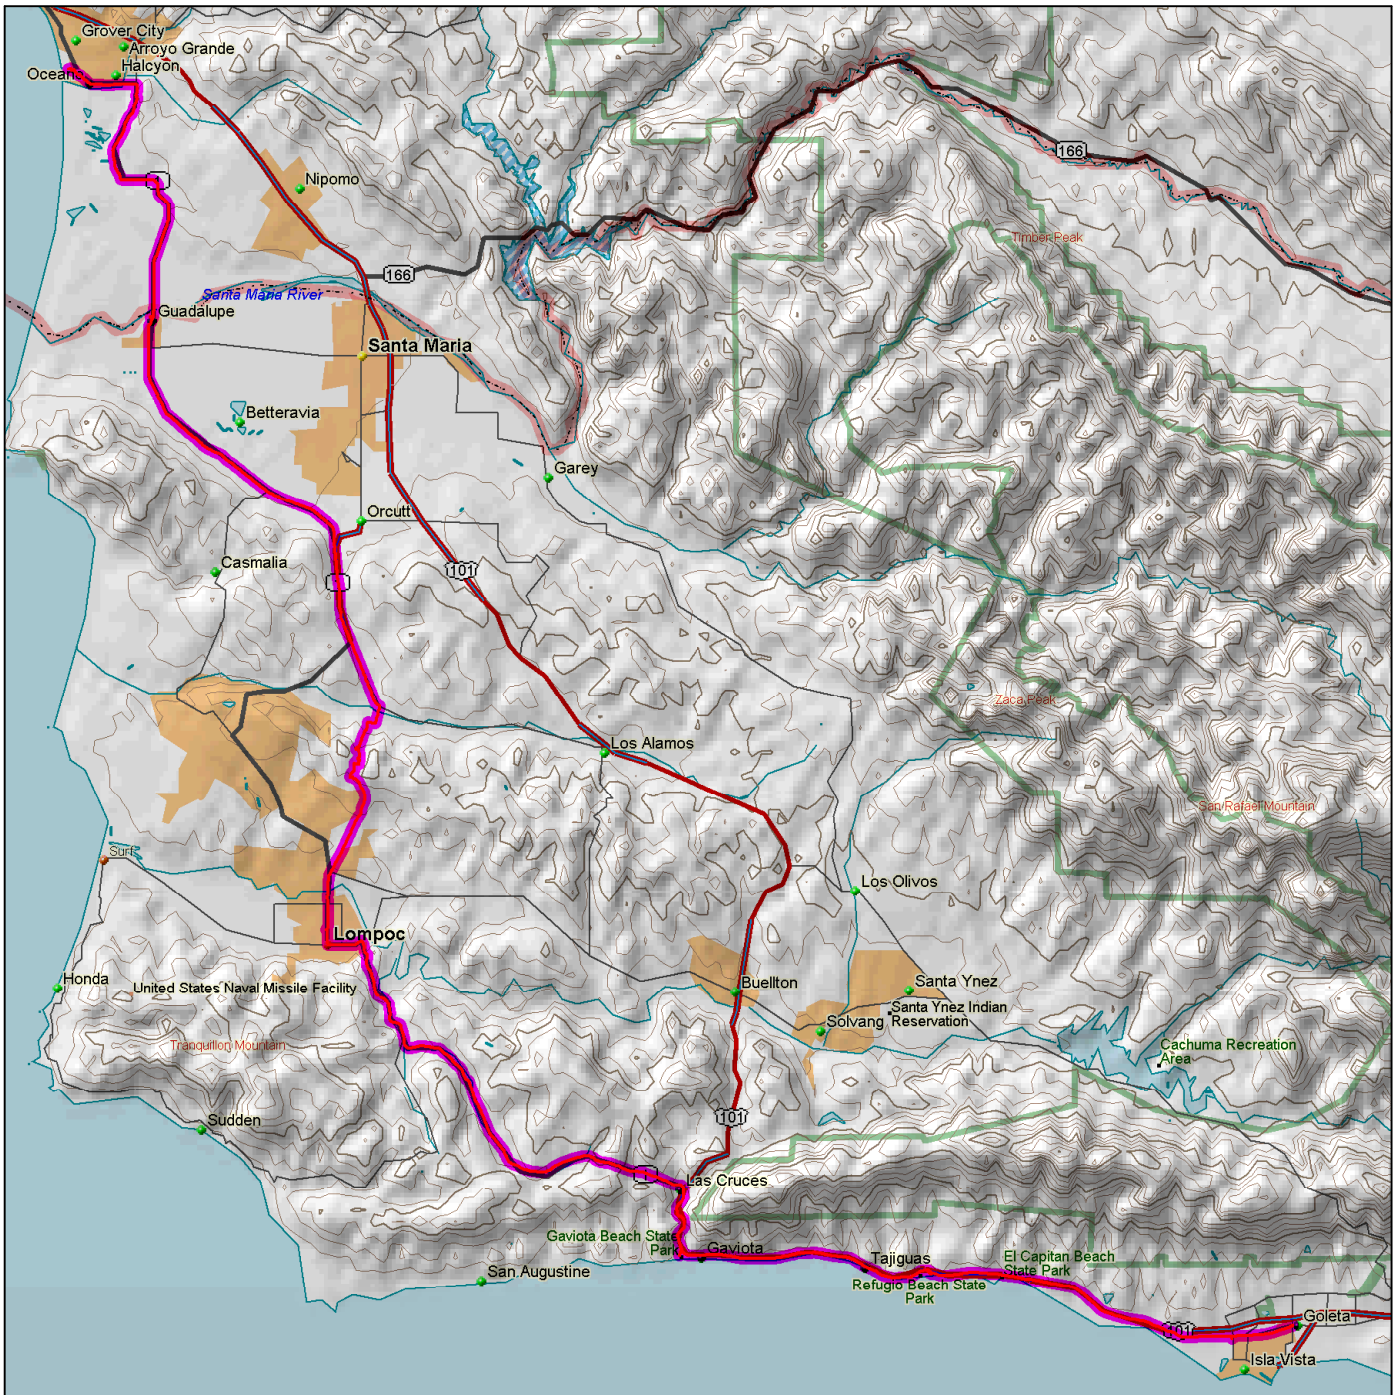 Grover City
Arroyo Grande
Halcyon
Oceano
1
Nipomo
166
Timber Peak
166
Santa Maria River
Guadalupe
Santa Maria
Betteravia
Garey
Orcutt
Casmalia
101
Zaca Peak
Los Alamos
San Rafael Mountain
Surf
Los Olivos
Lompoc
Honda
United States Naval Missile Facility
Buellton
Santa Ynez
Santa Ynez Indian
Reservation
Solvang
Tranquillon Mountain
Cachuma Recreation
Area
Sudden
101
1
Las Cruces
Gaviota Beach State
Park
Gaviota
Tajiguas
El Capitan Beach
State Park
San Augustine
Refugio Beach State
Park
101
Goleta
Isla Vista